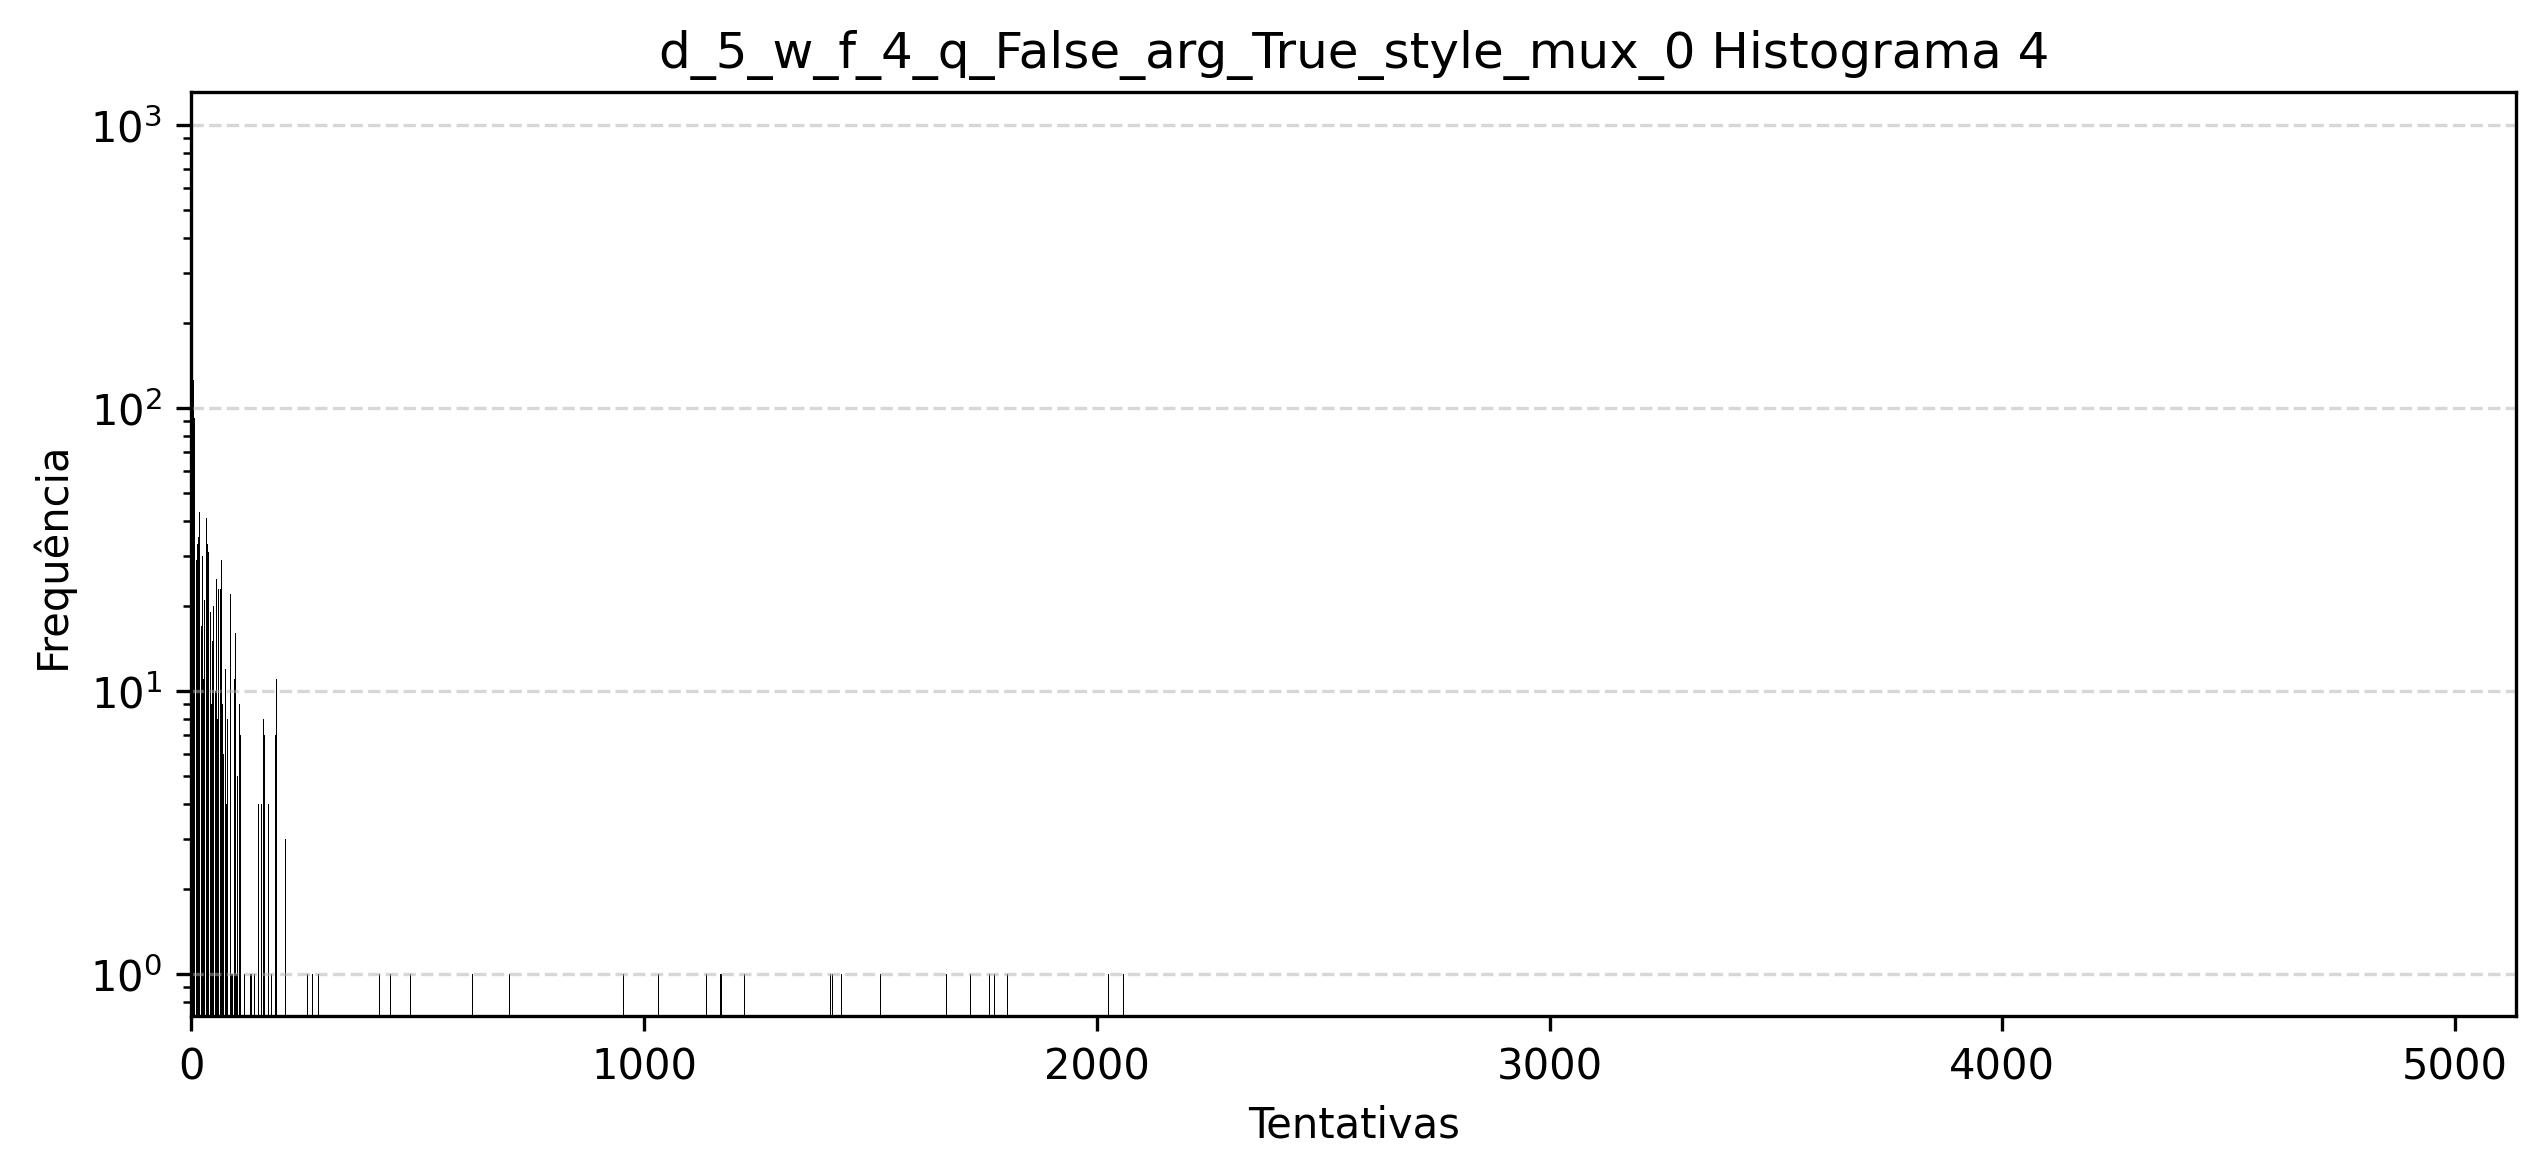 d_5_w_f_4_q_False_arg_True_style_mux_0 Histograma 4
10³
10²
10¹
10⁰
Frequência
0 1000 2000 3000 4000 5000
Tentativas